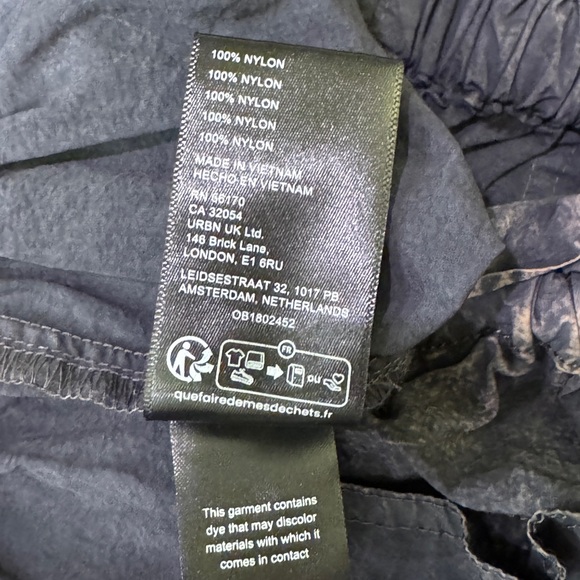 100% NYLON
100% NYLON
100% NYLON
100% NYLON
100% NYLON
MADE IN VIETNAM
HECHO EN VIETNAM
RN 66170
CA 32054
URBN UK Ltd.
146 Brick Lane,
LONDON, E1 6RU
LEIDSESTRAAT 32, 1017 PB
AMSTERDAM, NETHERLANDS
OB1802452
FR
ou
quefairedemesdechets.fr
This garment contains
dye that may discolor
materials with which it
comes in contact